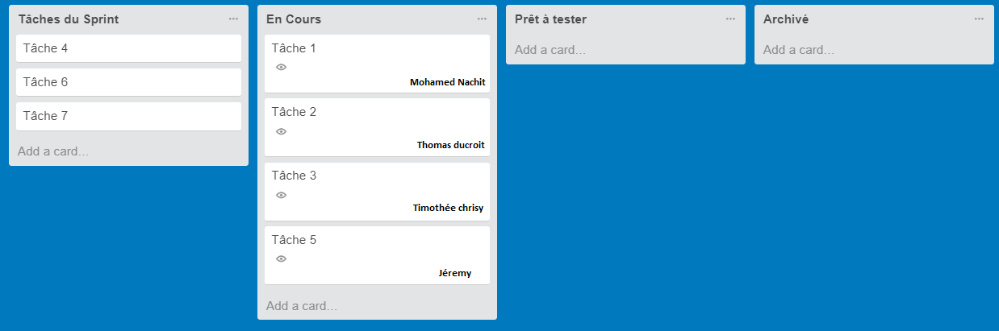 Tâches du Sprint
Tâche 4
Tâche 6
Tâche 7
Add a card...
En Cours
Tâche 1
Mohamed Nachit
Tâche 2
Thomas ducroit
Tâche 3
Timothée chrisy
Tâche 5
Jéremy
Add a card...
Prêt à tester
Add a card...
Archivé
Add a card...